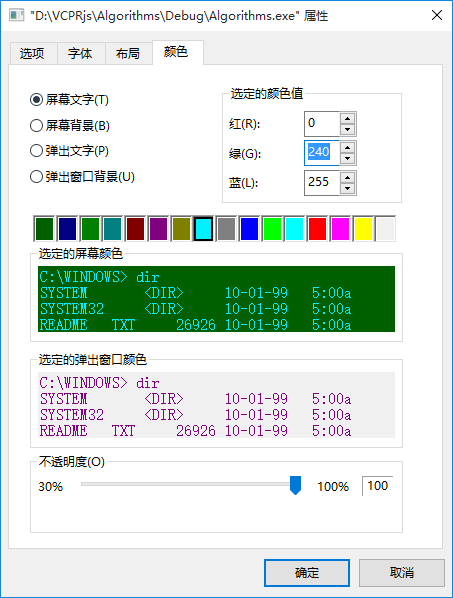 "D:\VCPRjs\Algorithms\Debug\Algorithms.exe" 属性
选项 字体 布局 颜色
屏幕文字(T)
屏幕背景(B)
弹出文字(P)
弹出窗口背景(U)
选定的颜色值
红(R): 0
绿(G): 240
蓝(L): 255
选定的屏幕颜色
C:\WINDOWS> dir
SYSTEM <DIR> 10-01-99 5:00a
SYSTEM32 <DIR> 10-01-99 5:00a
README TXT 26926 10-01-99 5:00a
选定的弹出窗口颜色
C:\WINDOWS> dir
SYSTEM <DIR> 10-01-99 5:00a
SYSTEM32 <DIR> 10-01-99 5:00a
README TXT 26926 10-01-99 5:00a
不透明度(O)
30% 100% 100
确定 取消